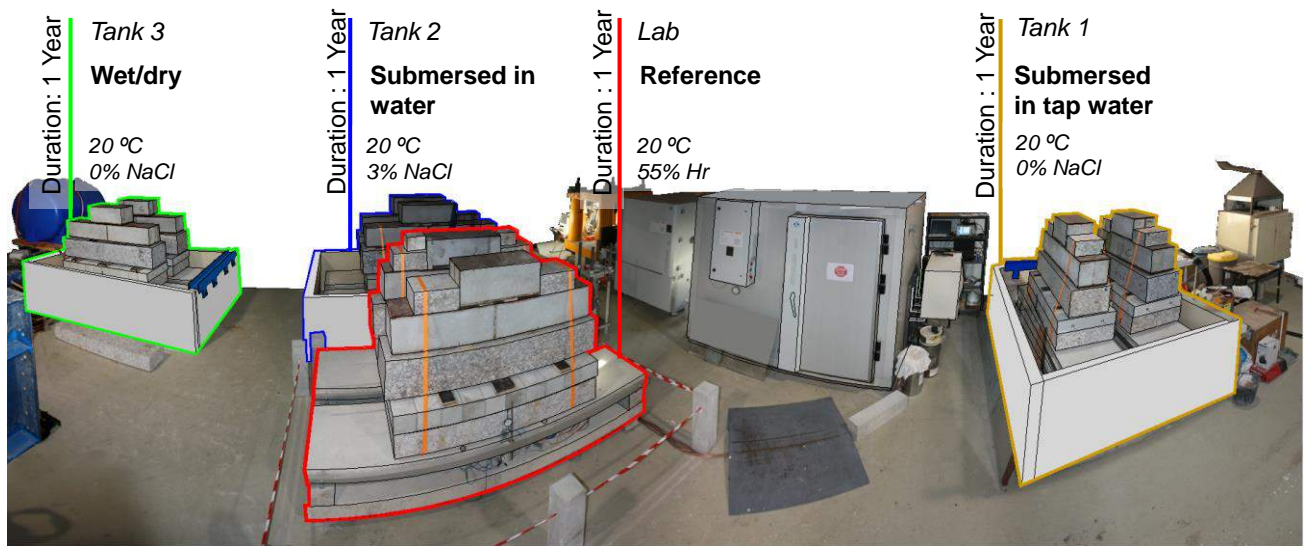 Duration: 1 Year
Tank 3
Wet/dry
20 ºC
0% NaCl
Duration : 1 Year
Tank 2
Submersed in
water
20 ºC
3% NaCl
Duration : 1 Year
Lab
Reference
20 ºC
55% Hr
Duration : 1 Year
Tank 1
Submersed
in tap water
20 ºC
0% NaCl